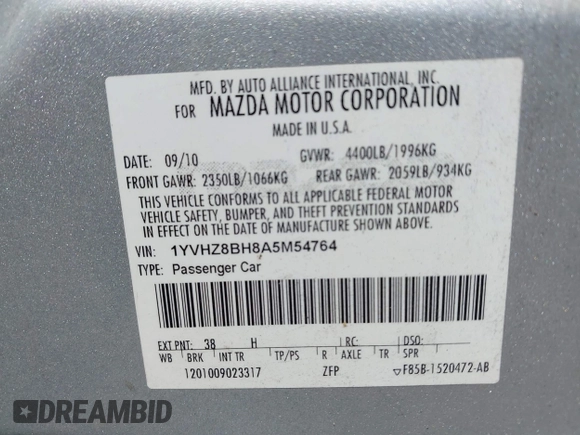 MFD. BY AUTO ALLIANCE INTERNATIONAL, INC.
FOR MAZDA MOTOR CORPORATION
MADE IN U.S.A.
DATE: 09/10 GVWR: 4400LB/1996KG
FRONT GAWR: 2350LB/1066KG REAR GAWR: 2059LB/934KG
THIS VEHICLE CONFORMS TO ALL APPLICABLE FEDERAL MOTOR
VEHICLE SAFETY, BUMPER, AND THEFT PREVENTION STANDARDS
IN EFFECT ON THE DATE OF MANUFACTURE SHOWN ABOVE.
VIN: 1YVHZ8BH8A5M54764
TYPE: Passenger Car
EXT PNT: 38 H RC: DSO:
WB BRK INT TR TP/PS R AXLE TR SPR
1201009023317 ZFP ▽F85B-1520472-AB
DREAMBID